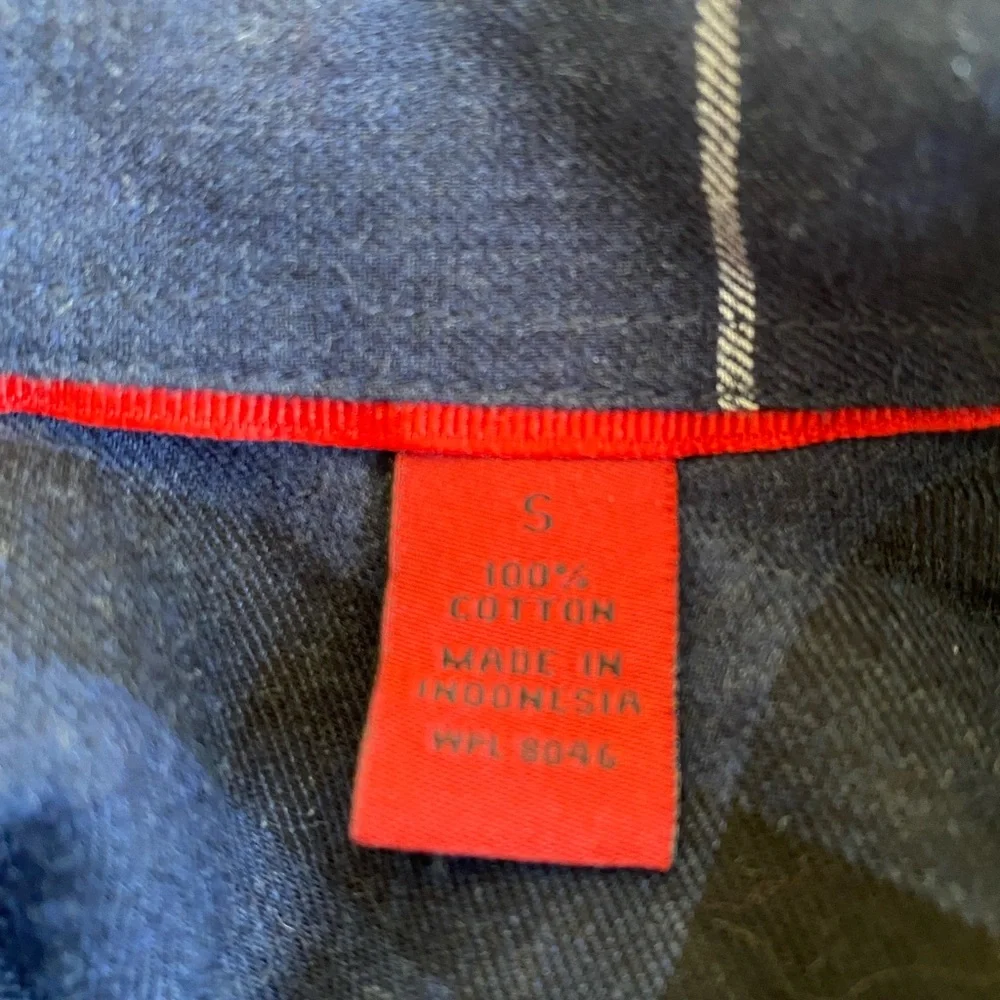 S
100%
COTTON
MADE IN
INDONESIA
WPL 8046